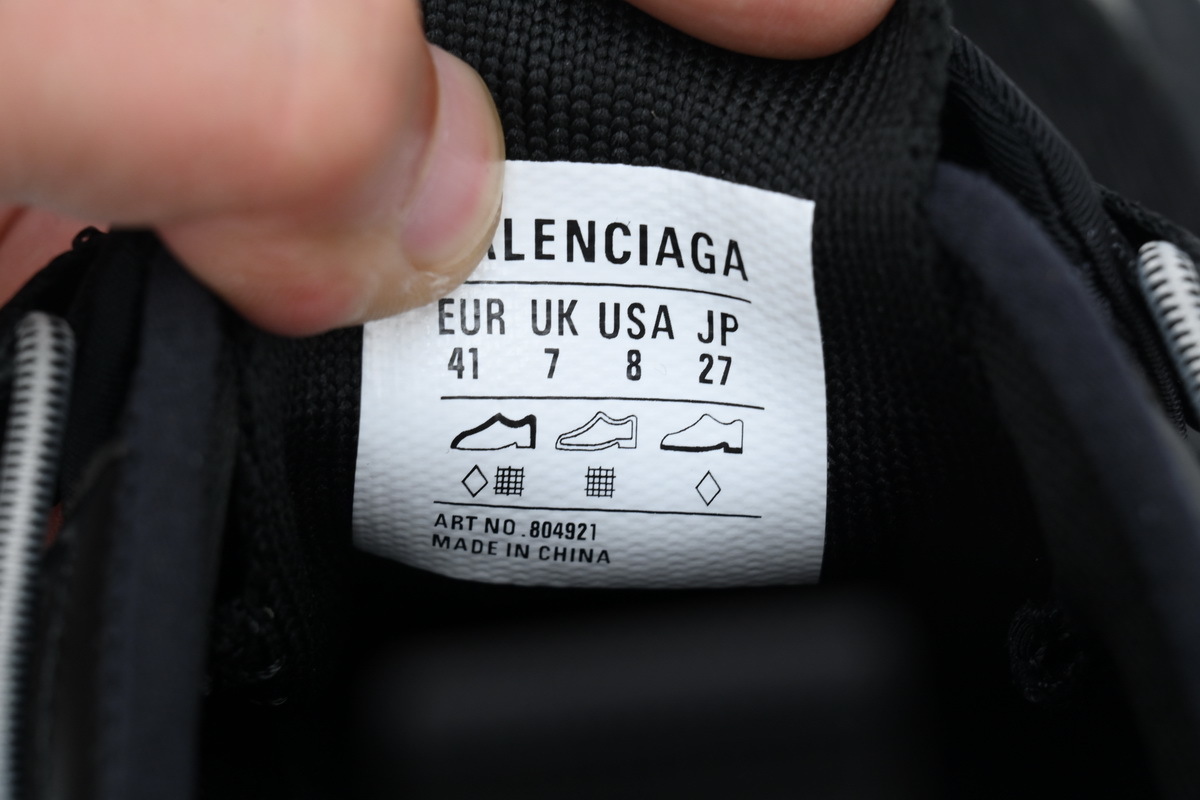 ALENCIAGA
EUR UK USA JP
41 7 8 27
ART NO.804921
MADE IN CHINA